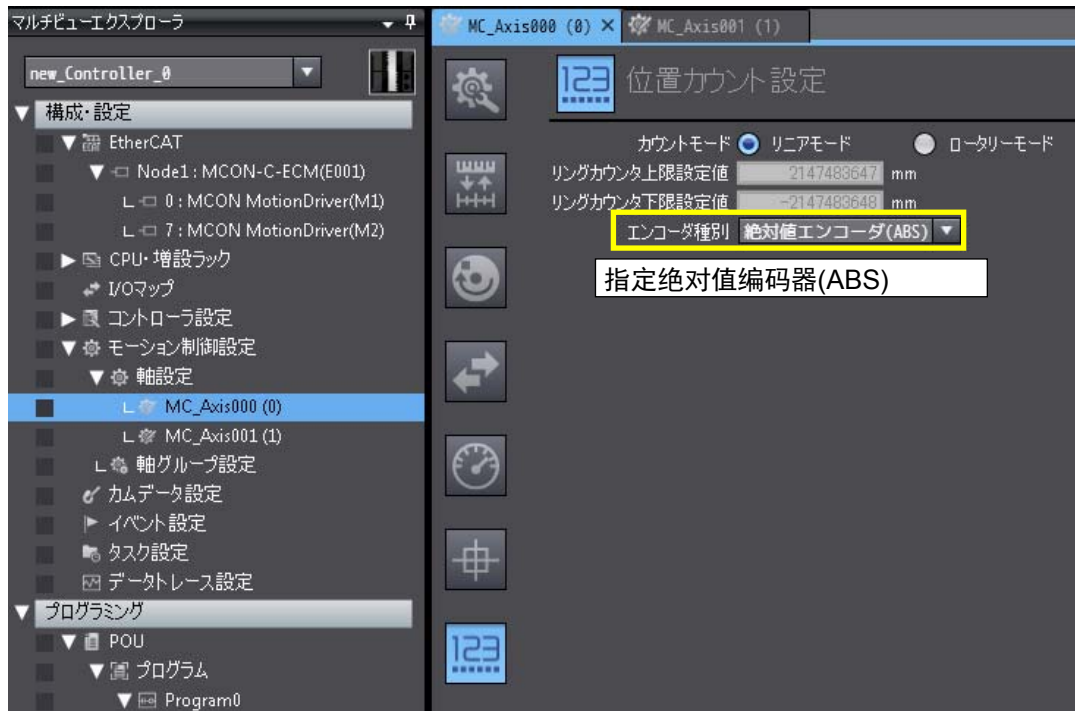 マルチビューエクスプローラ
new_Controller_0
構成・設定
EtherCAT
Node1 : MCON-C-ECM(E001)
0 : MCON MotionDriver(M1)
7 : MCON MotionDriver(M2)
CPU・増設ラック
I/Oマップ
コントローラ設定
モーション制御設定
軸設定
MC_Axis000 (0)
MC_Axis001 (1)
軸グループ設定
カムデータ設定
イベント設定
タスク設定
データトレース設定
プログラミング
POU
プログラム
Program0
MC_Axis000 (0) MC_Axis001 (1)
123 位置カウント設定
カウントモード リニアモード ロータリーモード
リングカウンタ上限設定値 2147483647 mm
リングカウンタ下限設定値 -2147483648 mm
エンコーダ種別 絶対値エンコーダ(ABS)
指定绝对值编码器(ABS)
123